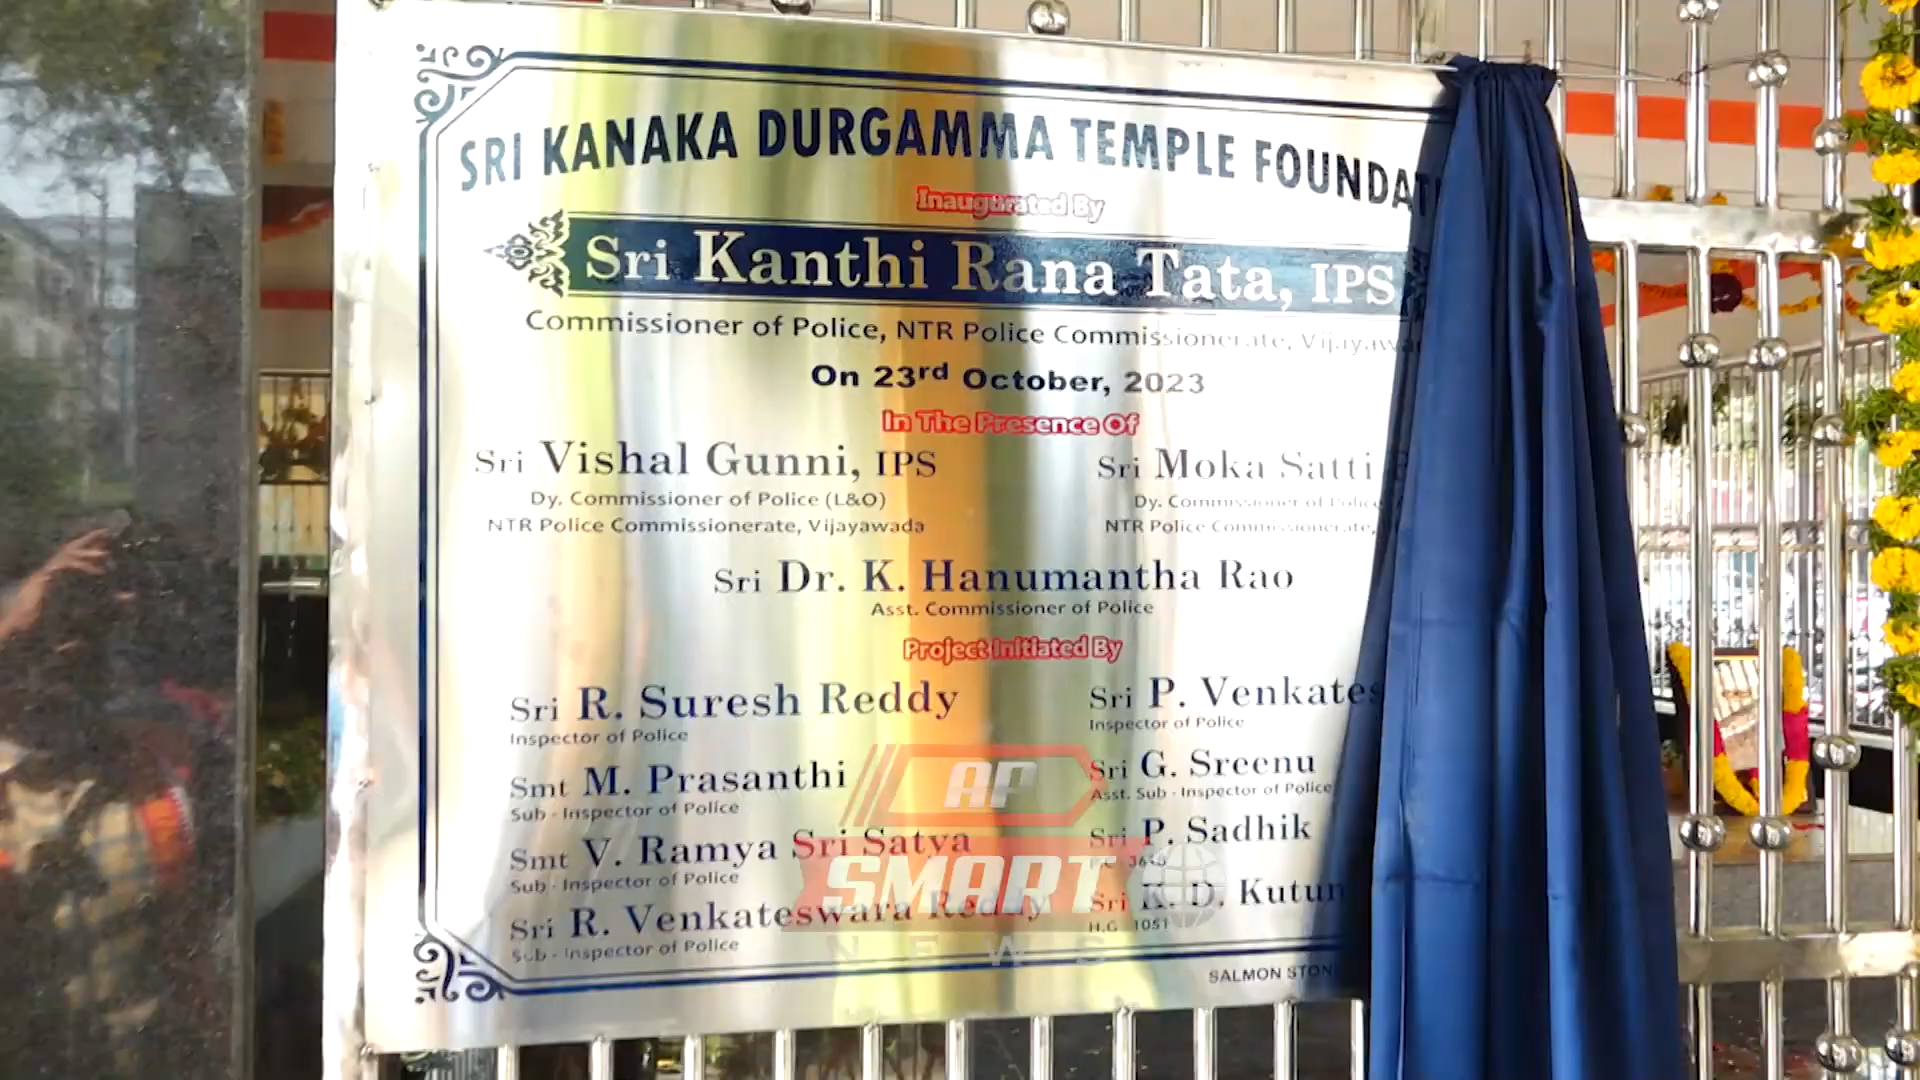 SRI KANAKA DURGAMMA TEMPLE
Inaugurated By
Sri Kanthi Rana Tata, IPS
Commissioner of Police, NTR Police Commissionerate,
On 23rd October, 2023
In The Presence Of
Sri Vishal Gunni, IPS
Dy. Commissioner of Police (L&O)
NTR Police Commissionerate, Vijayawada
Sri Moka Satti
Dy. Commissioner of Police
NTR Police Commissionerate,
Sri Dr. K. Hanumantha Rao
Asst. Commissioner of Police
Project Initiated By
Sri R. Suresh Reddy
Inspector of Police
Smt M. Prasanthi
Sub - Inspector of Police
Smt V. Ramya Sri Satya
Sub - Inspector of Police
Sri R. Venkateswara Reddy
Sub - Inspector of Police
Sri P.
Inspector of Police
Sri G. Sreenu
Asst. Sub - Inspector of Police
Sri P. Sadhik
Sri K. D.
H.G 1051
SALMON
AP
SMART
NEWS